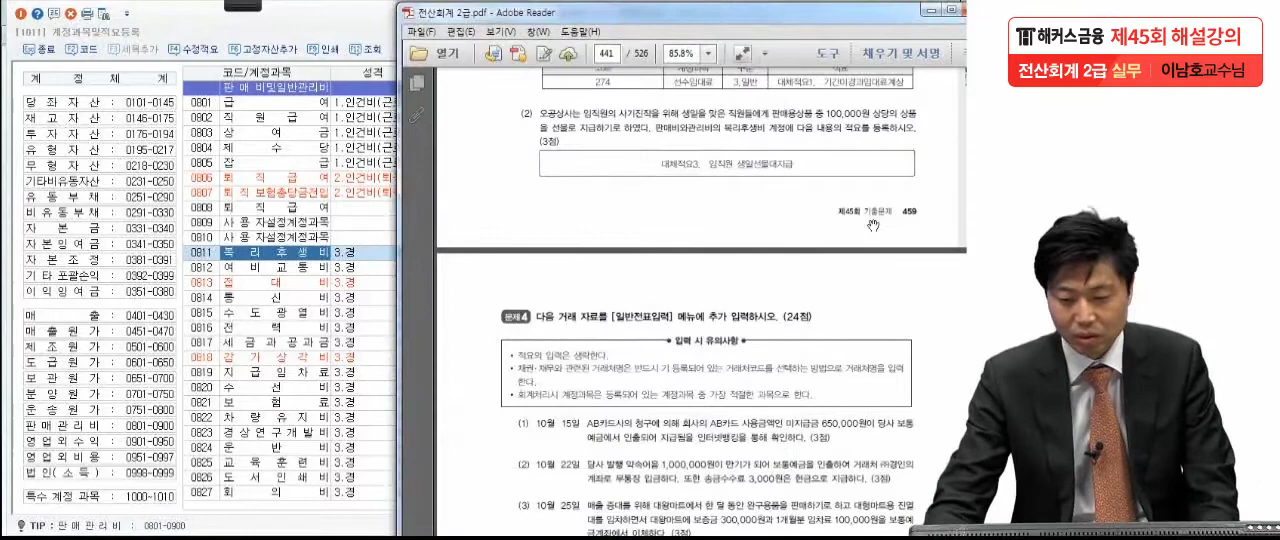 [1011] 계정과목및적요등록
Esc종료 F2코드 F3세목추가 F4수정적요 F6고정자산추가 F9인쇄 F12조회
계 정 체 계
당 좌 자 산 : 0101-0145
재 고 자 산 : 0146-0175
투 자 자 산 : 0176-0194
유 형 자 산 : 0195-0217
무 형 자 산 : 0218-0230
기타비유동자산 : 0231-0250
유 동 부 채 : 0251-0290
비 유 동 부 채 : 0291-0330
자 본 금 : 0331-0340
자 본 잉 여 금 : 0341-0350
자 본 조 정 : 0381-0391
기 타 포괄손익 : 0392-0399
이 익 잉 여 금 : 0351-0380
매 출 : 0401-0430
매 출 원 가 : 0451-0470
제 조 원 가 : 0501-0600
도 급 원 가 : 0601-0650
보 관 원 가 : 0651-0700
분 양 원 가 : 0701-0750
운 송 원 가 : 0751-0800
판 매 관 리 비 : 0801-0900
영 업 외 수 익 : 0901-0950
영 업 외 비 용 : 0951-0997
법 인 (소 득) : 0998-0999
특수 계정 과목 : 1000~1010
TIP : 판 매 관 리 비 : 0801-0900
코드/계정과목 성격
판 매 비및일반관리비
0801 급 여 1.인건비(근로
0802 직 원 급 여 1.인건비(근로
0803 상 여 금 1.인건비(근로
0804 제 수 당 1.인건비(근로
0805 잡 급 1.인건비(근로
0806 퇴 직 급 여 2.인건비(퇴직
0807 퇴 직 보험충당금전입 2.인건비(퇴직
0808 퇴 직 급 여
0809 사 용 자설정계정과목
0810 사 용 자설정계정과목
0811 복 리 후 생 비 3.경
0812 여 비 교 통 비 3.경
0813 접 대 비 3.경
0814 통 신 비 3.경
0815 수 도 광 열 비 3.경
0816 전 력 비 3.경
0817 세 금 과 공 과 금 3.경
0818 감 가 상 각 비 3.경
0819 지 급 임 차 료 3.경
0820 수 선 비 3.경
0821 보 험 료 3.경
0822 차 량 유 지 비 3.경
0823 경 상 연 구 개 발 비 3.경
0824 운 반 비 3.경
0825 교 육 훈 련 비 3.경
0826 도 서 인 쇄 비 3.경
0827 회 의 비 3.경
전산회계 2급.pdf - Adobe Reader
파일(F) 편집(E) 보기(V) 창(W) 도움말(H)
열기 441 / 526 85.8% 도구 채우기 및 서명
274 선수임대료 3.일반 대체적요1. 기간미경과임대료계상
(2) 오공상사는 임직원의 사기진작을 위해 생일을 맞은 직원들에게 판매용상품 중 100,000원 상당의 상품
을 선물로 지급하기로 하였다. 판매비와관리비의 복리후생비 계정에 다음 내용의 적요를 등록하시오.
(3점)
대체적요3. 임직원 생일선물대지급
제45회 기출문제 459
문제4 다음 거래 자료를 [일반전표입력] 메뉴에 추가 입력하시오. (24점)
입력 시 유의사항
• 적요의 입력은 생략한다.
• 채권·채무와 관련된 거래처명은 반드시 기 등록되어 있는 거래처코드를 선택하는 방법으로 거래처명을 입력
한다.
• 회계처리시 계정과목은 등록되어 있는 계정과목 중 가장 적절한 과목으로 한다.
(1) 10월 15일 AB카드사의 청구에 의해 회사의 AB카드 사용금액인 미지급금 650,000원이 당사 보통
예금에서 인출되어 지급됨을 인터넷뱅킹을 통해 확인하다. (3점)
(2) 10월 22일 당사 발행 약속어음 1,000,000원이 만기가 되어 보통예금을 인출하여 거래처 ㈜경인의
계좌로 무통장 입금하다. 또한 송금수수료 3,000원은 현금으로 지급하다. (3점)
(3) 10월 25일 매출 증대를 위해 대왕마트에서 한 달 동안 완구용품을 판매하기로 하고 대형마트용 진열
대를 임차하면서 대왕마트에 보증금 300,000원과 1개월분 임차료 100,000원을 보통예
금계좌에서 이체하다. (3점)
해커스금융 제45회 해설강의
전산회계 2급 실무 이남호교수님